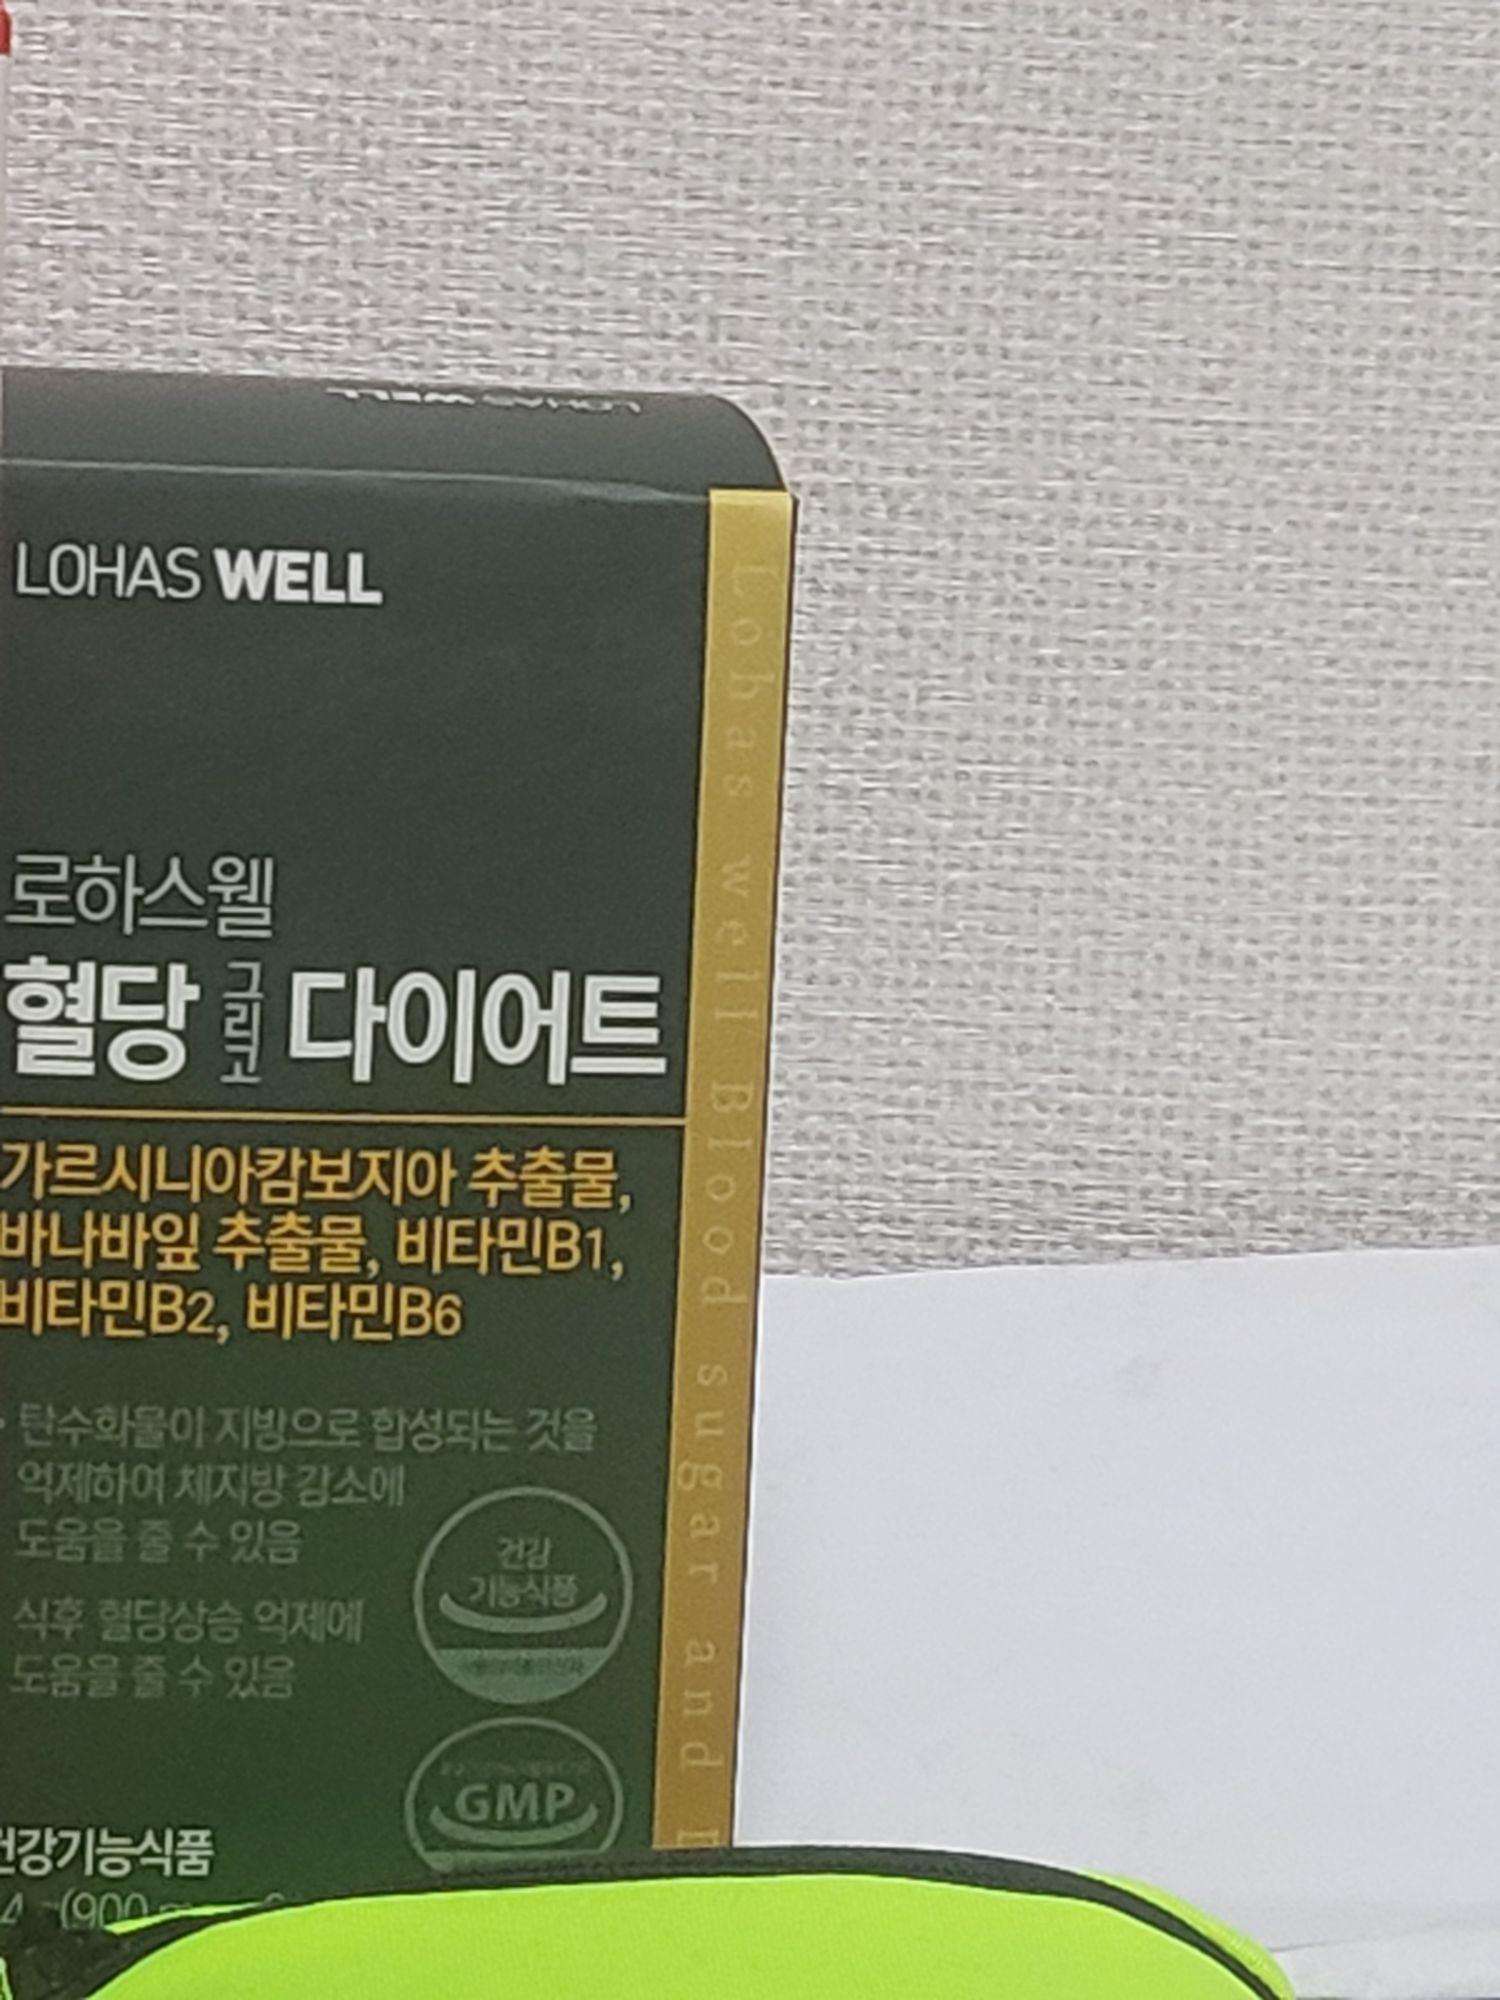 LOHAS WELL
LOHAS WELL
로하스웰
혈당 그리고 다이어트
가르시니아캄보지아 추출물,
바나바잎 추출물, 비타민B1,
비타민B2, 비타민B6
· 탄수화물이 지방으로 합성되는 것을
억제하여 체지방 감소에
도움을 줄 수 있음
식후 혈당상승 억제에
도움을 줄 수 있음
건강
기능식품
GMP
건강기능식품
(900
Lohas well Blood sugar and